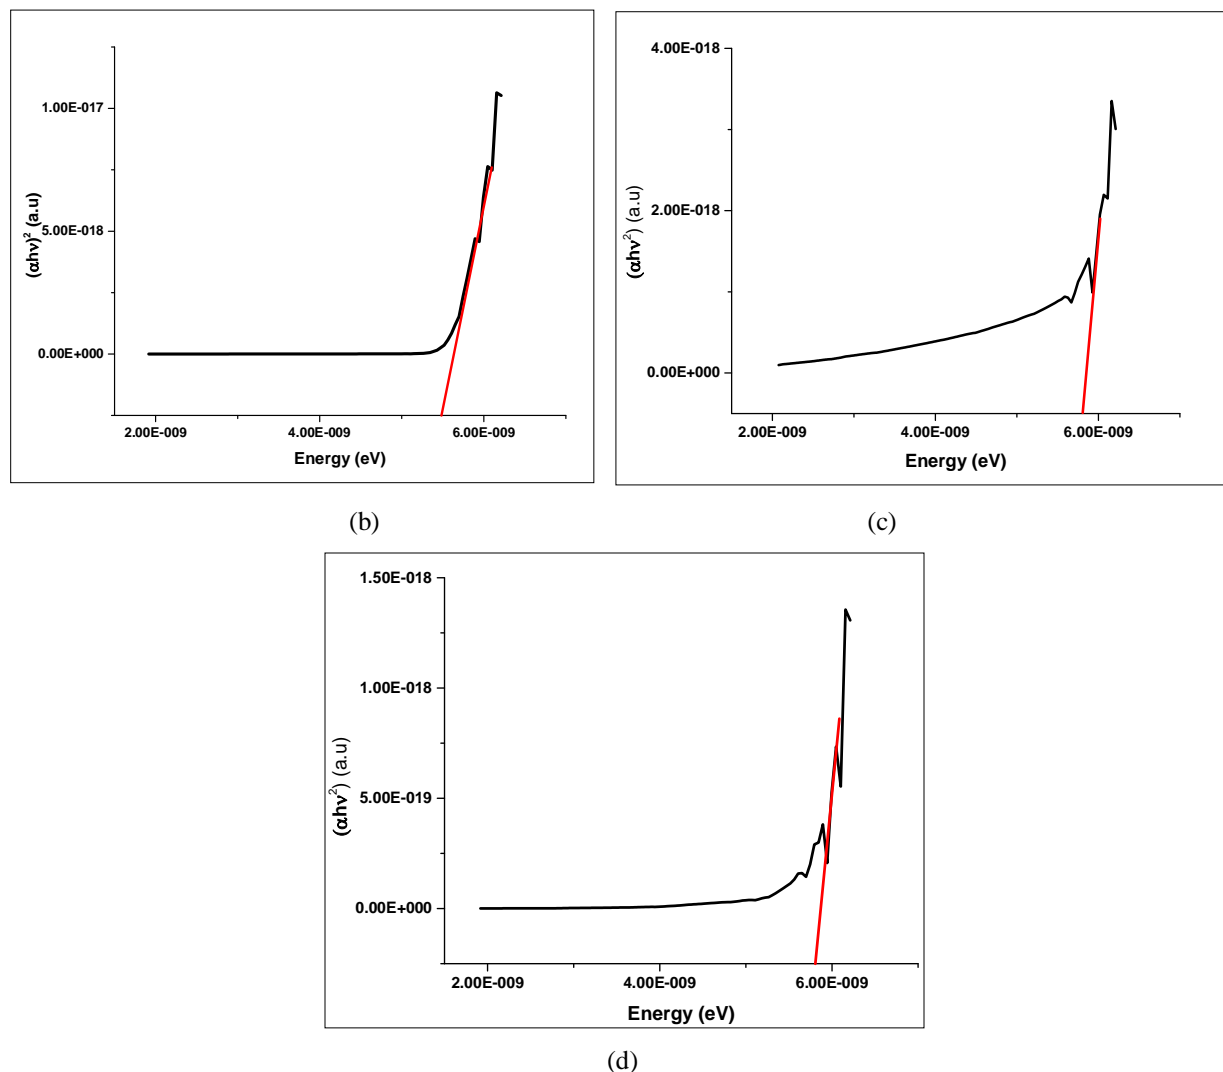 1.00E-017
5.00E-018
0.00E+000
(αhν)² (a.u)
2.00E-009 4.00E-009 6.00E-009
Energy (eV)
(b)
4.00E-018
2.00E-018
0.00E+000
(αhν²) (a.u)
2.00E-009 4.00E-009 6.00E-009
Energy (eV)
(c)
1.50E-018
1.00E-018
5.00E-019
0.00E+000
(αhν²) (a.u)
2.00E-009 4.00E-009 6.00E-009
Energy (eV)
(d)